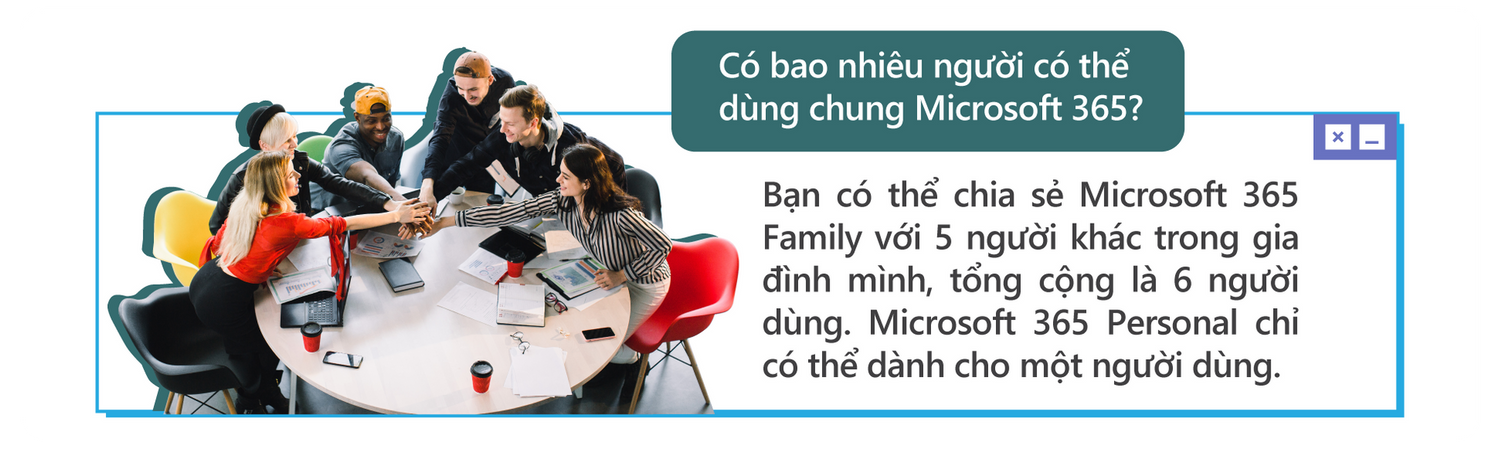 Có bao nhiêu người có thể
dùng chung Microsoft 365?
Bạn có thể chia sẻ Microsoft 365
Family với 5 người khác trong gia
đình mình, tổng cộng là 6 người
dùng. Microsoft 365 Personal chỉ
có thể dành cho một người dùng.